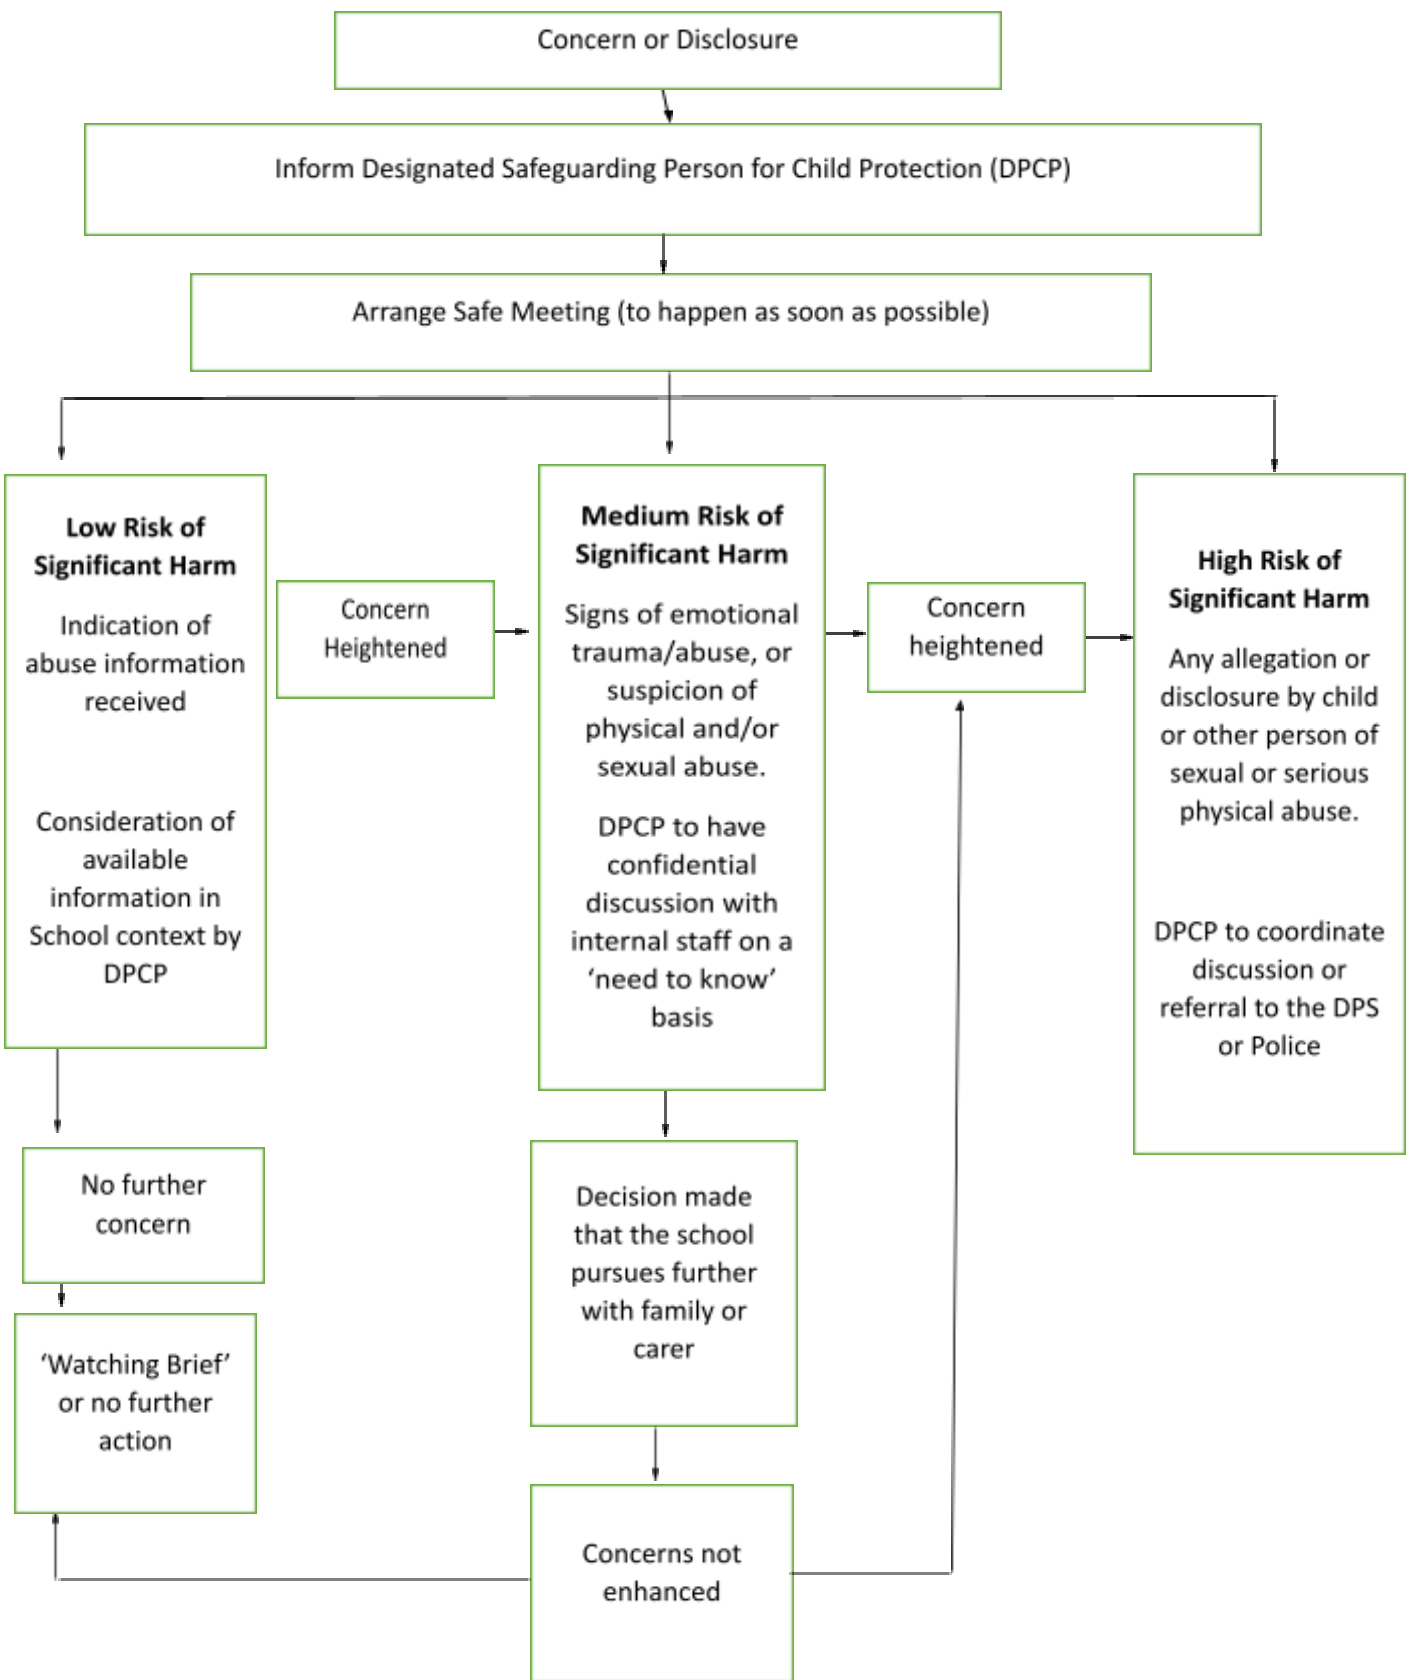 Concern or Disclosure
Inform Designated Safeguarding Person for Child Protection (DPCP)
Arrange Safe Meeting (to happen as soon as possible)
Low Risk of
Significant Harm
Indication of
abuse information
received
Consideration of
available
information in
School context by
DPCP
Concern
Heightened
Medium Risk of
Significant Harm
Signs of emotional
trauma/abuse, or
suspicion of
physical and/or
sexual abuse.
DPCP to have
confidential
discussion with
internal staff on a
‘need to know’
basis
Concern
heightened
High Risk of
Significant Harm
Any allegation or
disclosure by child
or other person of
sexual or serious
physical abuse.
DPCP to coordinate
discussion or
referral to the DPS
or Police
No further
concern
‘Watching Brief’
or no further
action
Decision made
that the school
pursues further
with family or
carer
Concerns not
enhanced